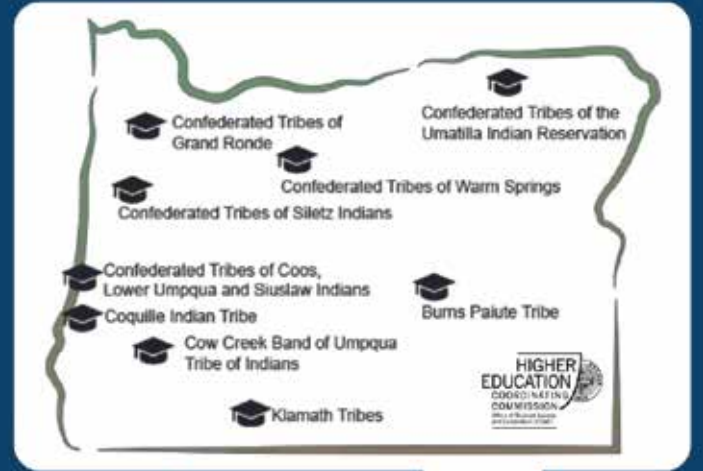 Confederated Tribes of
Grand Ronde
Confederated Tribes of the
Umatilla Indian Reservation
Confederated Tribes of Warm Springs
Confederated Tribes of Siletz Indians
Confederated Tribes of Coos,
Lower Umpqua and Siuslaw Indians
Burns Paiute Tribe
Coquille Indian Tribe
Cow Creek Band of Umpqua
Tribe of Indians
Klamath Tribes
HIGHER
EDUCATION
COORDINATING
COMMISSION